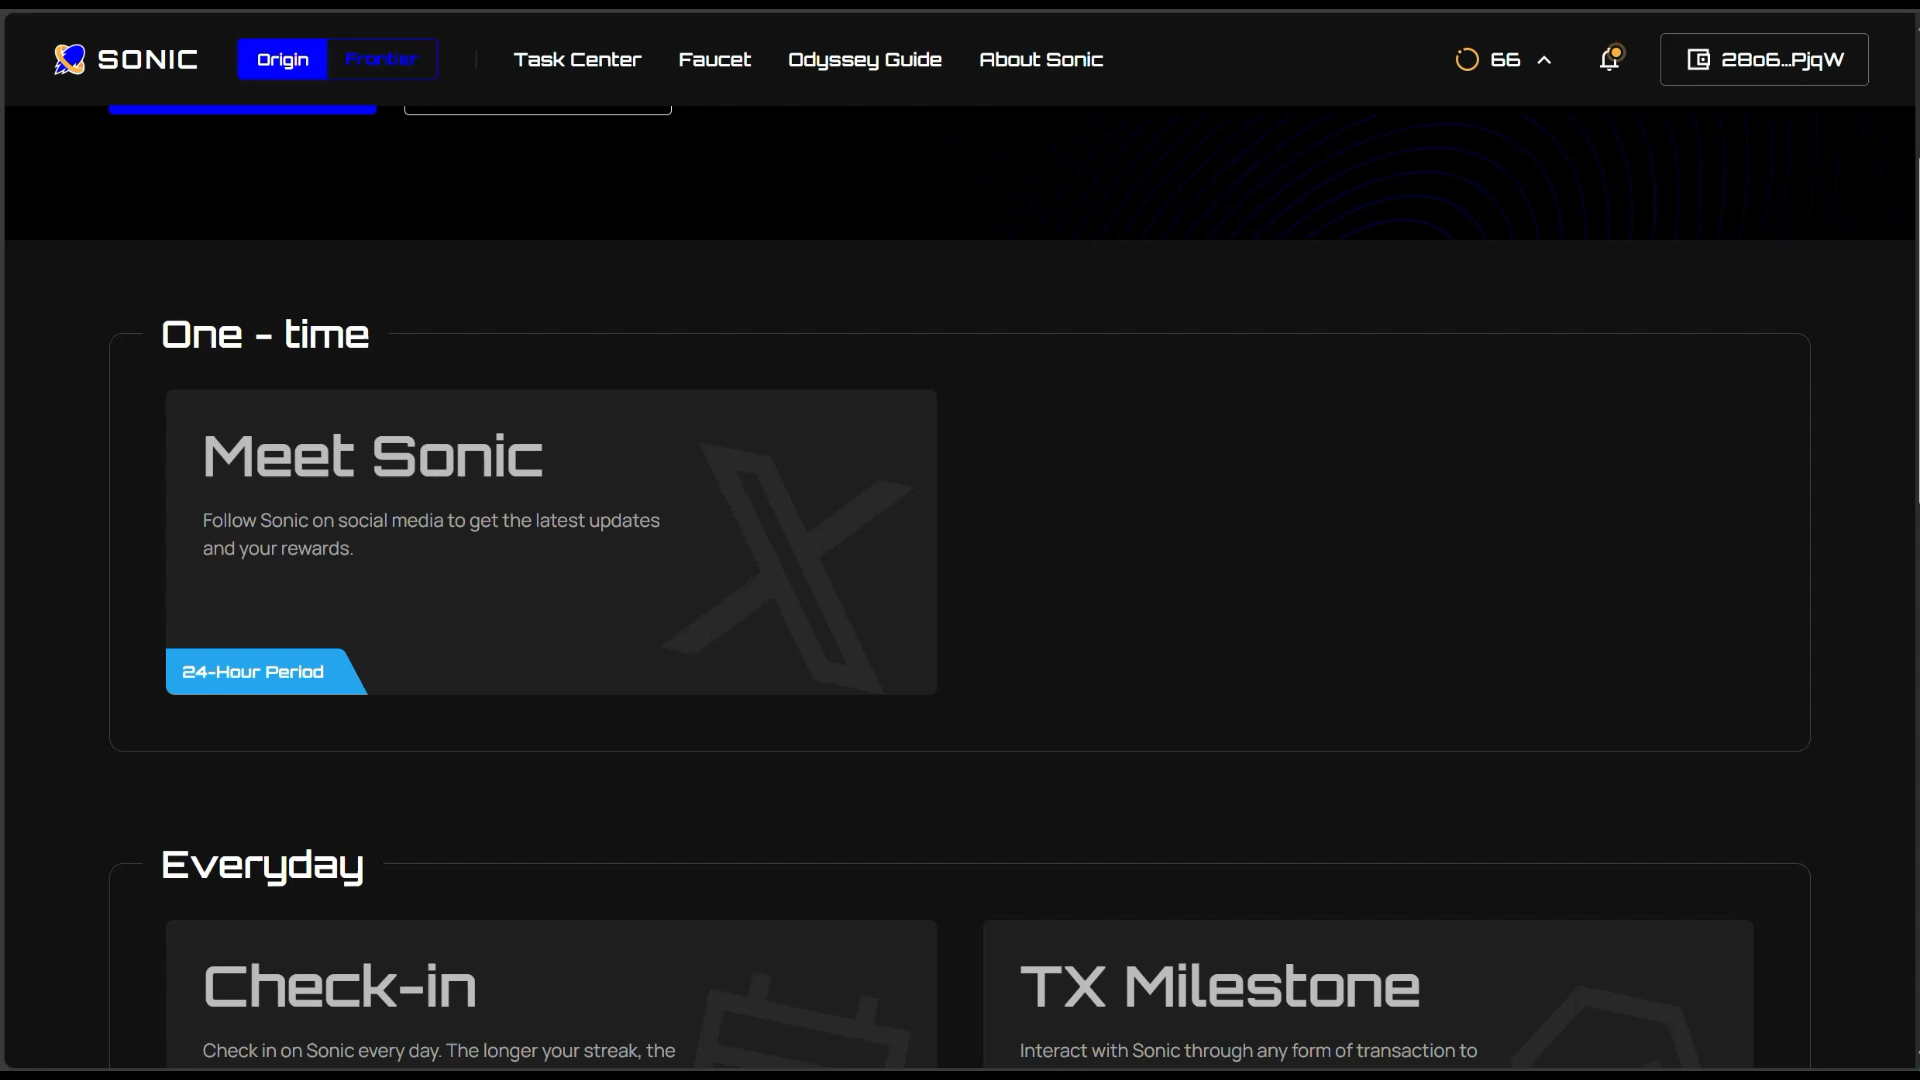 SONIC
Origin
Frontier
Task Center
Faucet
Odyssey Guide
About Sonic
66
28o6...PjqW
One - time
Meet Sonic
Follow Sonic on social media to get the latest updates
and your rewards.
24-Hour Period
Everyday
Check-in
Check in on Sonic every day. The longer your streak, the
TX Milestone
Interact with Sonic through any form of transaction to